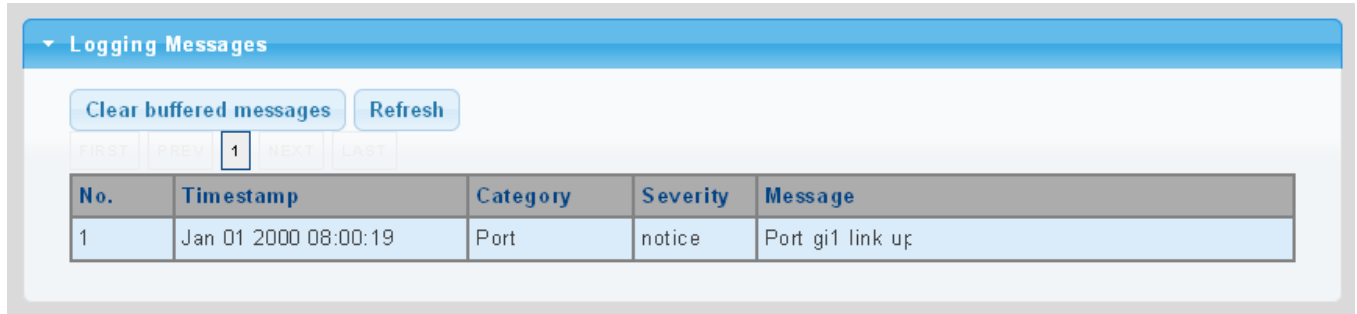 Logging Messages
Clear buffered messages Refresh
FIRST PREV 1 NEXT LAST
No. Timestamp Category Severity Message
1 Jan 01 2000 08:00:19 Port notice Port gi1 link up